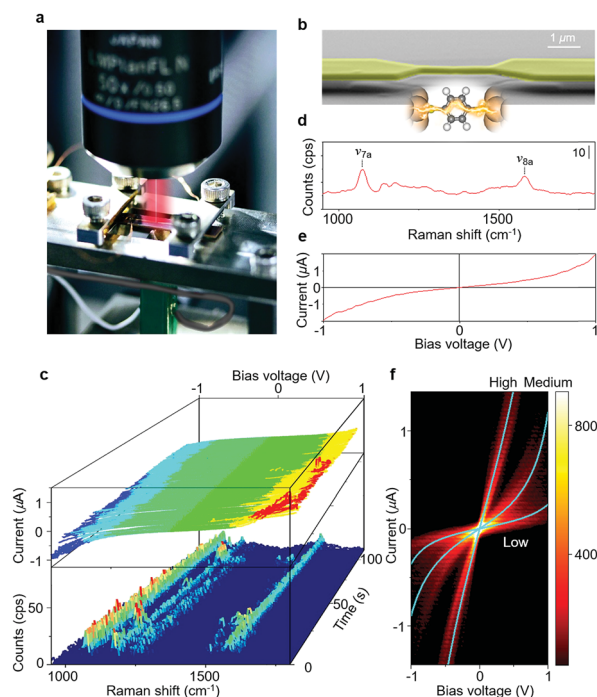 a
JAPAN
b
1 μm
d
ν7a
ν8a
10
Counts (cps)
1000
1500
Raman shift (cm-1)
e
Current (μA)
1
0
-1
-1
0
1
Bias voltage (V)
c
Bias voltage (V)
-1
0
1
Current (μA)
1
0
-1
Counts (cps)
50
0
1000
1500
Raman shift (cm-1)
0
50
100
Time (s)
f
High Medium
Low
Current (μA)
1
0
-1
-1
0
1
Bias voltage (V)
800
400